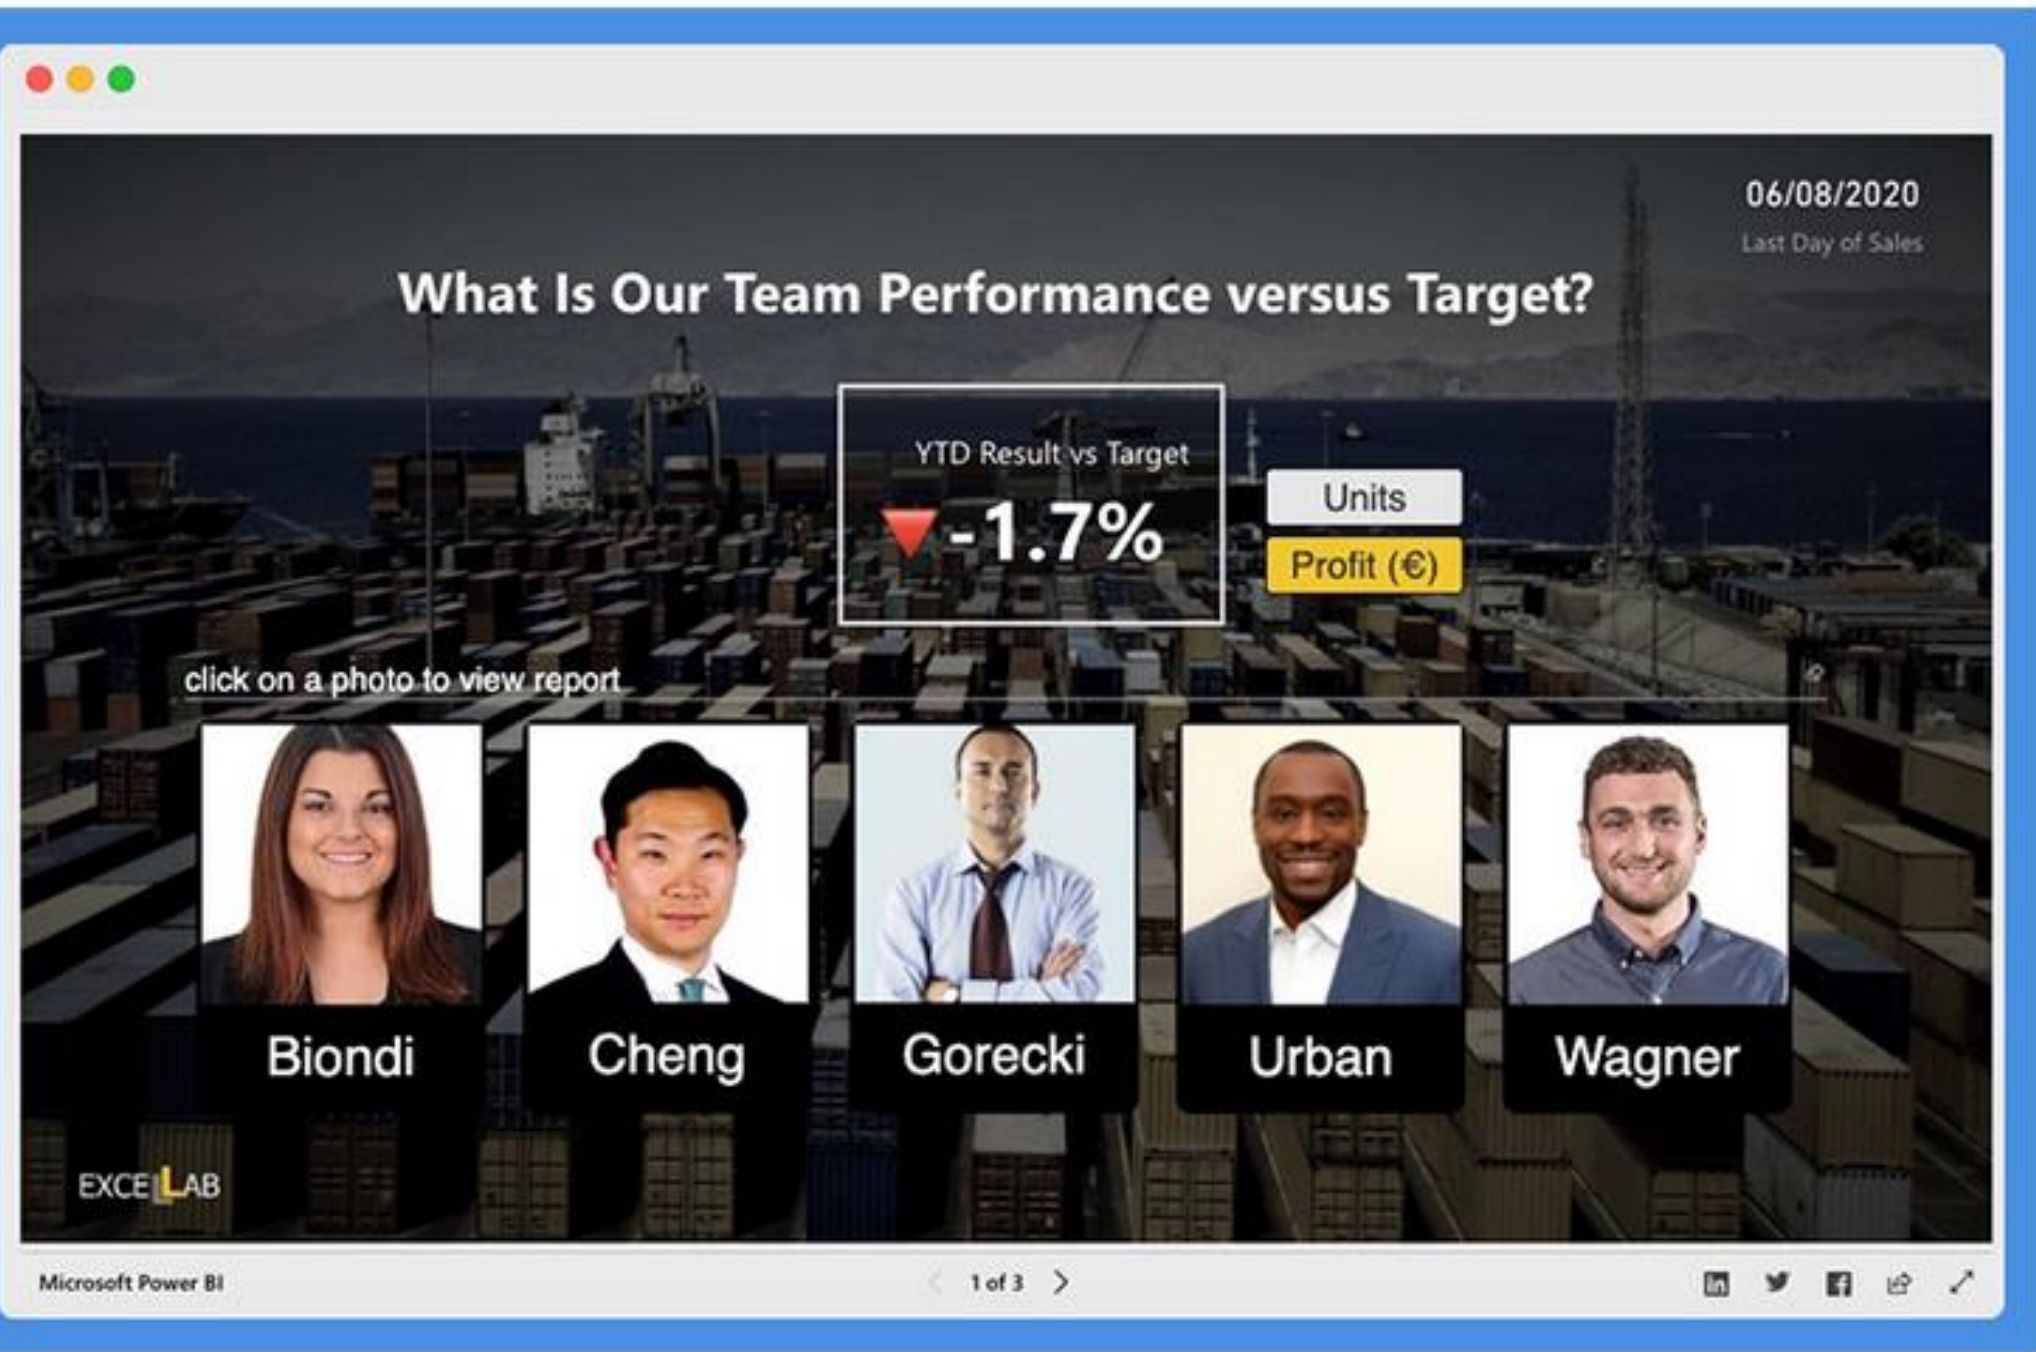 06/08/2020
Last Day of Sales
What Is Our Team Performance versus Target?
YTD Result vs Target
-1.7%
Units
Profit (€)
click on a photo to view report
Biondi
Cheng
Gorecki
Urban
Wagner
EXCELLAB
Microsoft Power BI
1 of 3